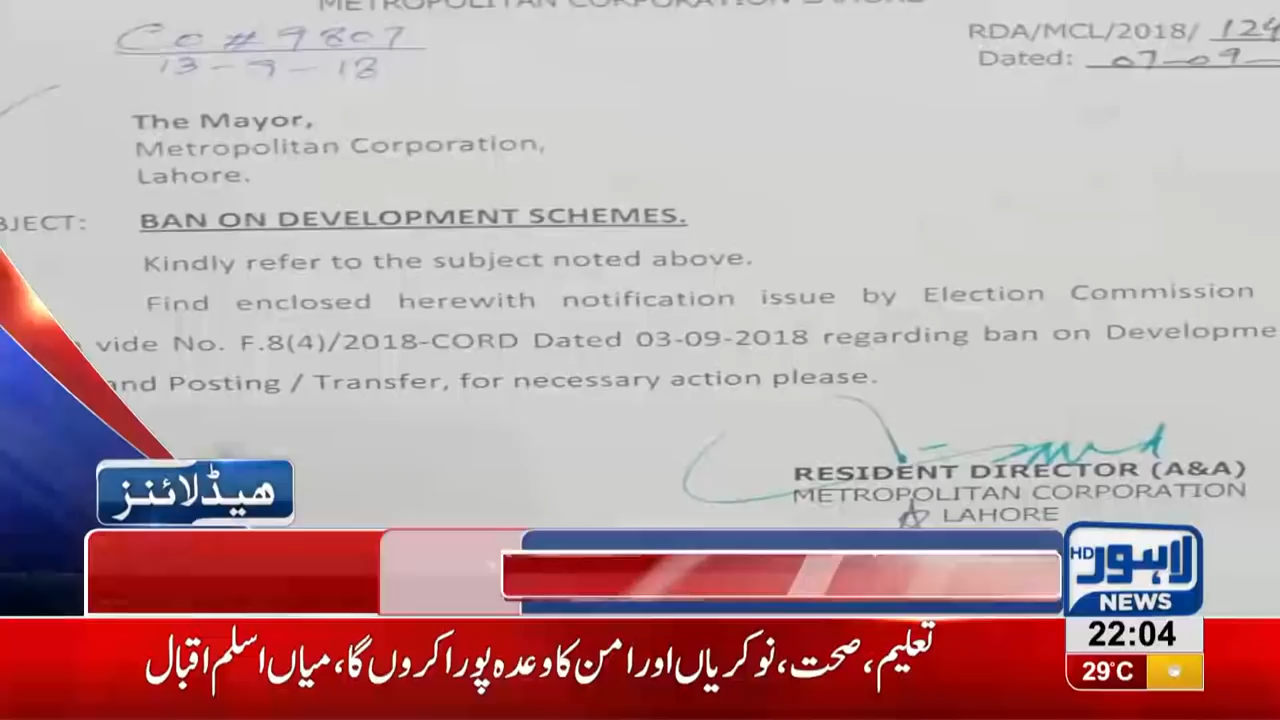 METROPOLITAN CORPORATION LAHORE
CO # 9807
13-9-18
RDA/MCL/2018/ 124
Dated: 07-09-
The Mayor,
Metropolitan Corporation,
Lahore.
BJECT: BAN ON DEVELOPMENT SCHEMES.
Kindly refer to the subject noted above.
Find enclosed herewith notification issue by Election Commission
vide No. F.8(4)/2018-CORD Dated 03-09-2018 regarding ban on Developme
and Posting / Transfer, for necessary action please.
RESIDENT DIRECTOR (A&A)
METROPOLITAN CORPORATION
LAHORE
ہیڈلائنز
HD لاہور
NEWS
22:04
29°C
تعلیم، صحت، نوکریاں اور امن کا وعدہ پورا کروں گا، میاں اسلم اقبال